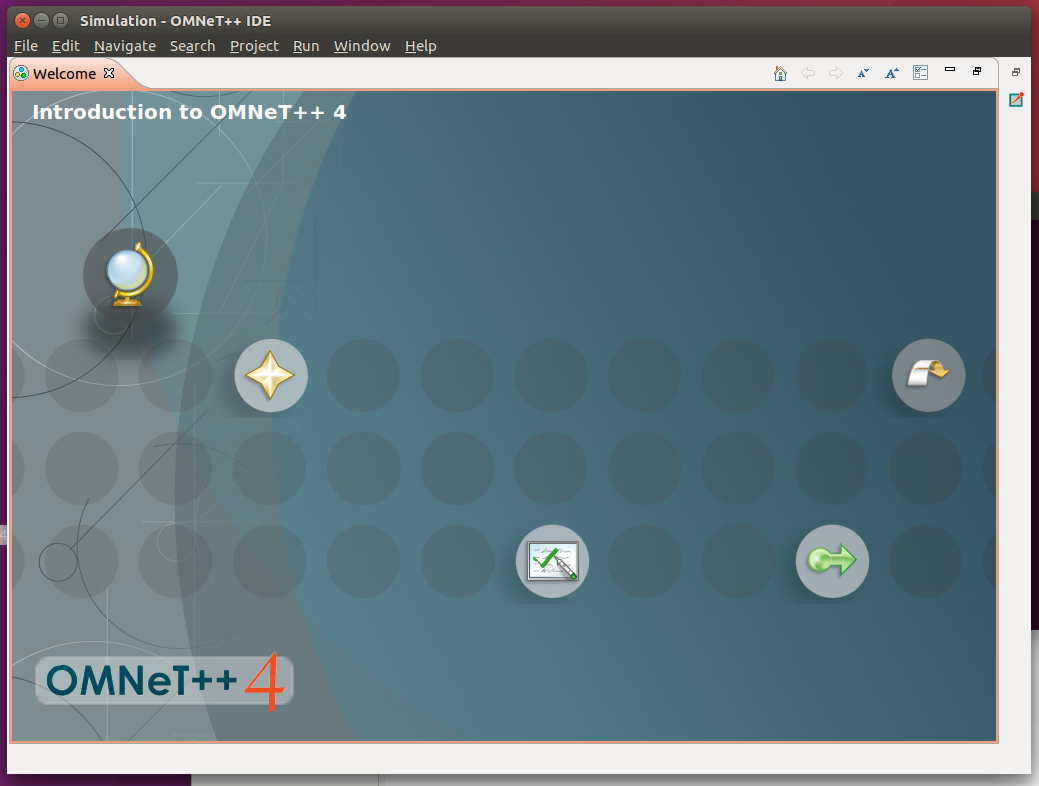 Simulation - OMNeT++ IDE
File Edit Navigate Search Project Run Window Help
Welcome
Introduction to OMNeT++ 4
OMNeT++ 4